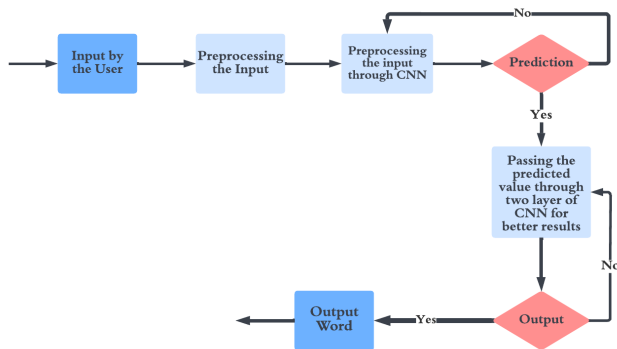 No
Input by
the User
Preprocessing
the Input
Preprocessing
the input
through CNN
Prediction
Yes
Passing the
predicted
value through
two layer of
CNN for
better results
No
Output
Word
Yes
Output